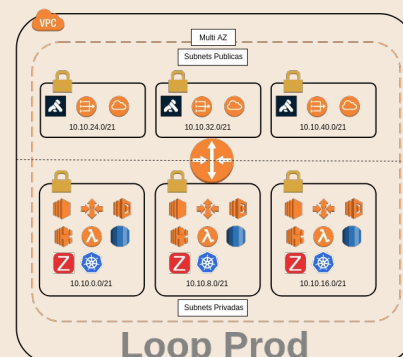 VPC
Multi AZ
Subnets Publicas
10.10.24.0/21
10.10.32.0/21
10.10.40.0/21
Z
Z
Z
10.10.0.0/21
10.10.8.0/21
10.10.16.0/21
Subnets Privadas
Loop Prod